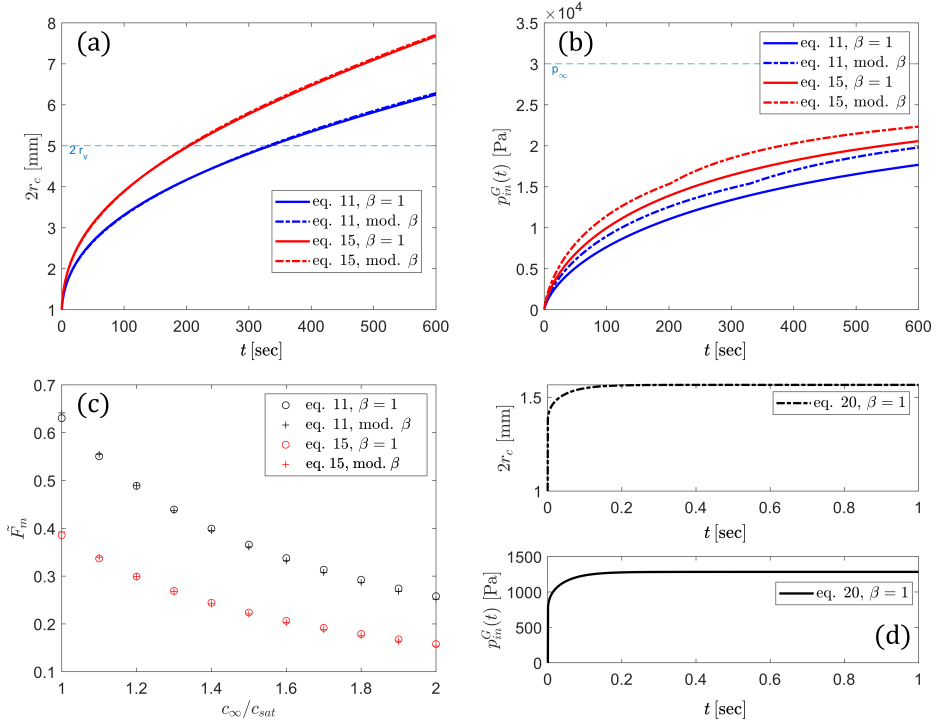 (a)
8
7
6
5
4
3
2
1
2r_c [mm]
2 r_v
eq. 11, β = 1
eq. 11, mod. β
eq. 15, β = 1
eq. 15, mod. β
0 100 200 300 400 500 600
t [sec]
×10^4
(b)
3.5
3
2.5
2
1.5
1
0.5
0
p_in^G(t) [Pa]
p_∞
eq. 11, β = 1
eq. 11, mod. β
eq. 15, β = 1
eq. 15, mod. β
0 100 200 300 400 500 600
t [sec]
(c)
0.7
0.6
0.5
0.4
0.3
0.2
0.1
F̃_m
eq. 11, β = 1
eq. 11, mod. β
eq. 15, β = 1
eq. 15, mod. β
1 1.2 1.4 1.6 1.8 2
c_∞/c_sat
1.5
1
2r_c [mm]
eq. 20, β = 1
0 0.2 0.4 0.6 0.8 1
t [sec]
1500
1000
500
0
p_in^G(t) [Pa]
eq. 20, β = 1
(d)
0 0.2 0.4 0.6 0.8 1
t [sec]